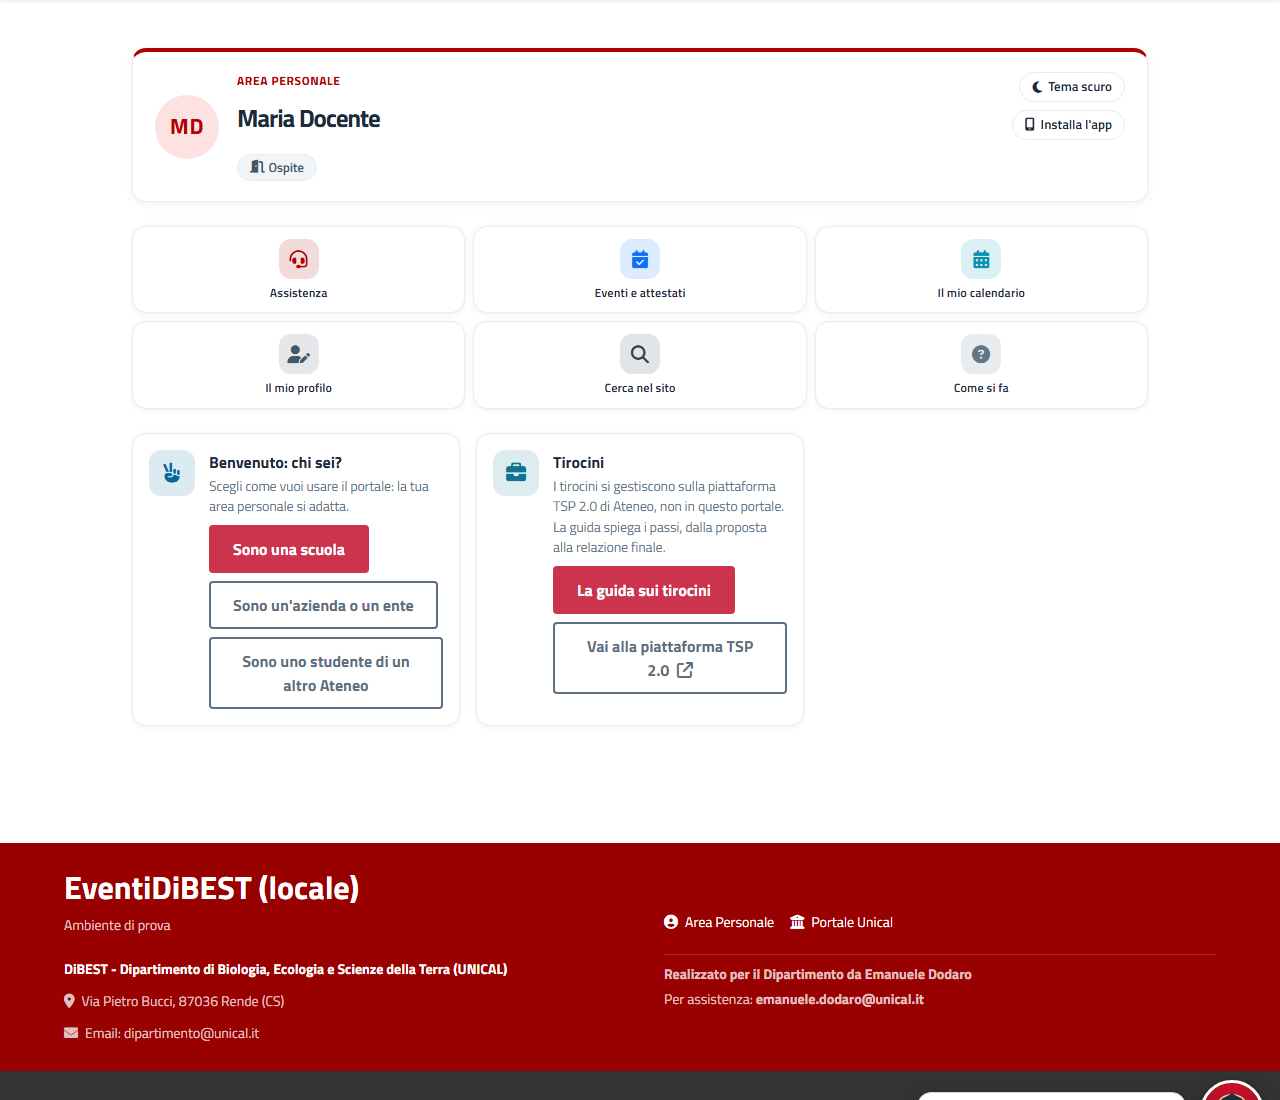 AREA PERSONALE
MD
Maria Docente
Ospite
Tema scuro
Installa l'app
Assistenza
Eventi e attestati
Il mio calendario
Il mio profilo
Cerca nel sito
Come si fa
Benvenuto: chi sei?
Scegli come vuoi usare il portale: la tua
area personale si adatta.
Sono una scuola
Sono un'azienda o un ente
Sono uno studente di un
altro Ateneo
Tirocini
I tirocini si gestiscono sulla piattaforma
TSP 2.0 di Ateneo, non in questo portale.
La guida spiega i passi, dalla proposta
alla relazione finale.
La guida sui tirocini
Vai alla piattaforma TSP
2.0
EventiDiBEST (locale)
Ambiente di prova
DiBEST - Dipartimento di Biologia, Ecologia e Scienze della Terra (UNICAL)
Via Pietro Bucci, 87036 Rende (CS)
Email: dipartimento@unical.it
Area Personale
Portale Unical
Realizzato per il Dipartimento da Emanuele Dodaro
Per assistenza: emanuele.dodaro@unical.it